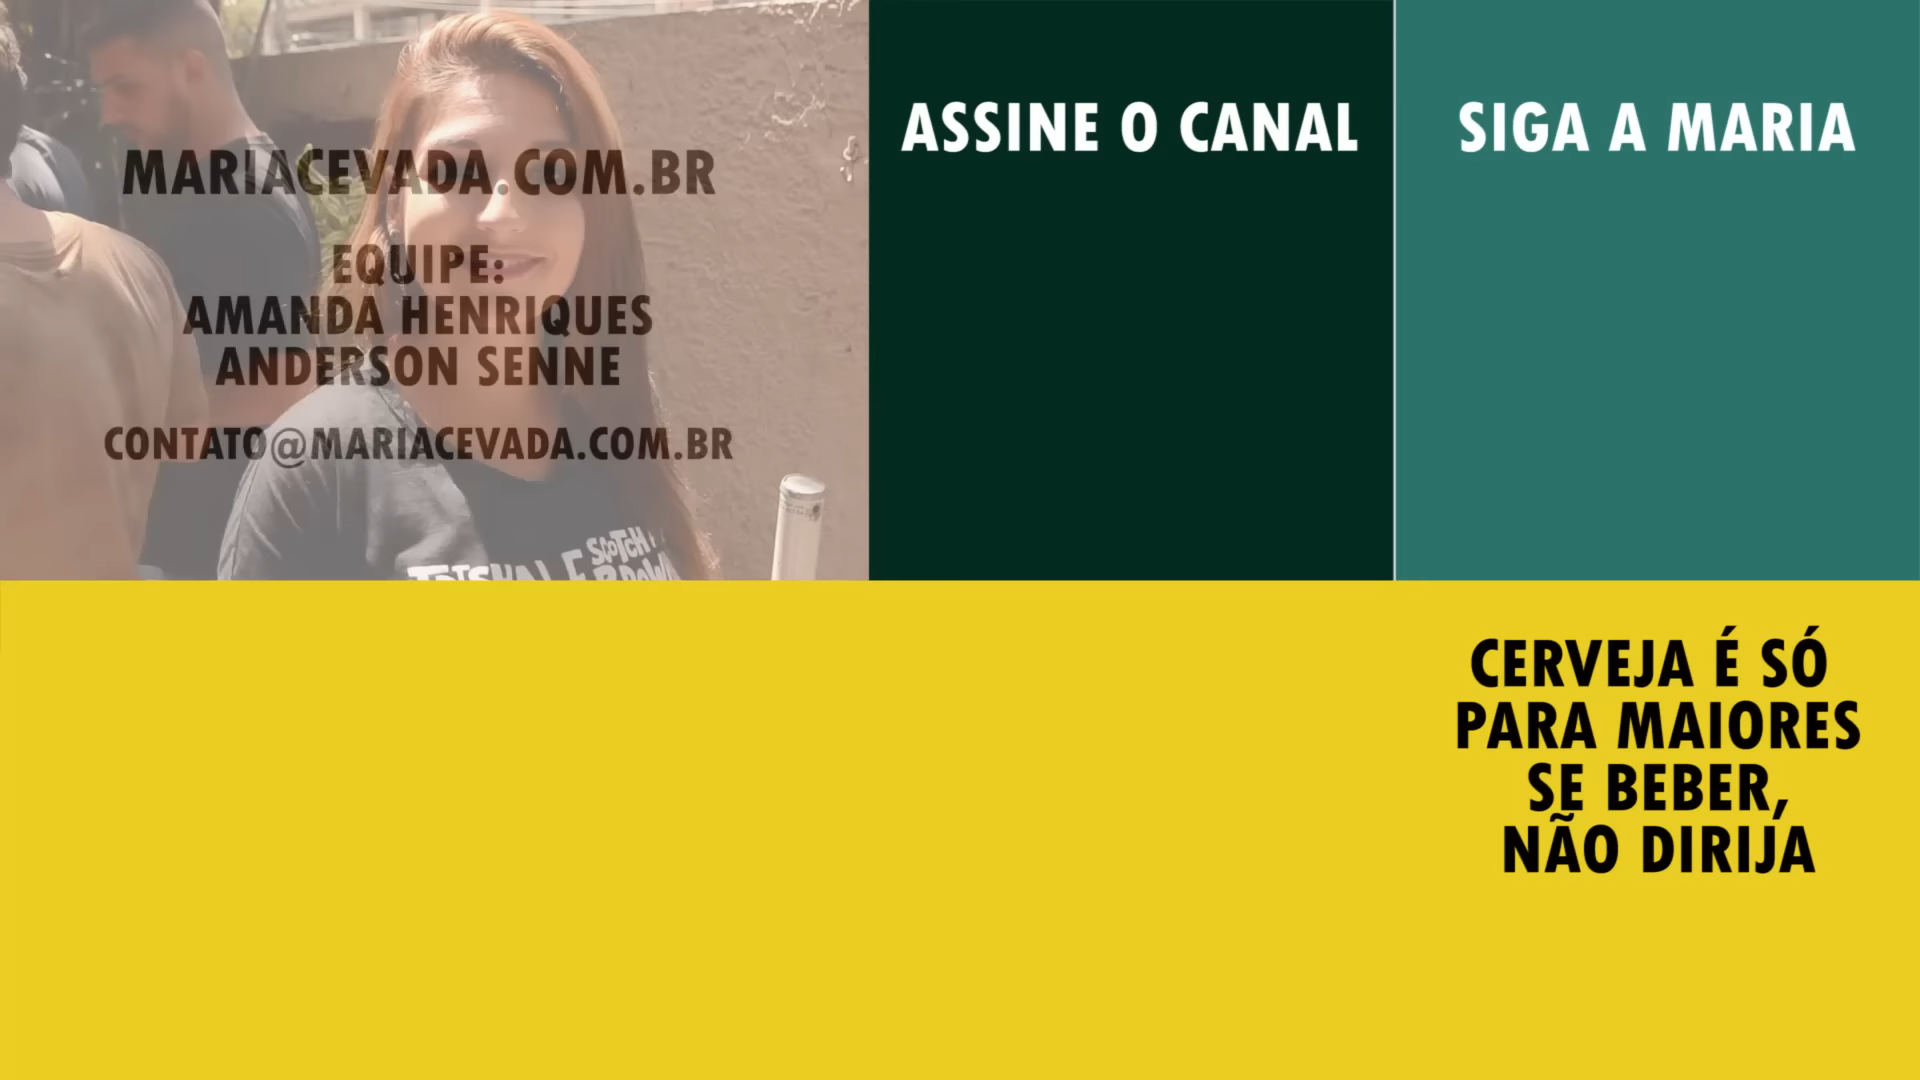 MARIACEVADA.COM.BR
EQUIPE:
AMANDA HENRIQUES
ANDERSON SENNE
CONTATO@MARIACEVADA.COM.BR
SCOTCH
ASSINE O CANAL
SIGA A MARIA
CERVEJA É SÓ
PARA MAIORES
SE BEBER,
NÃO DIRIJA